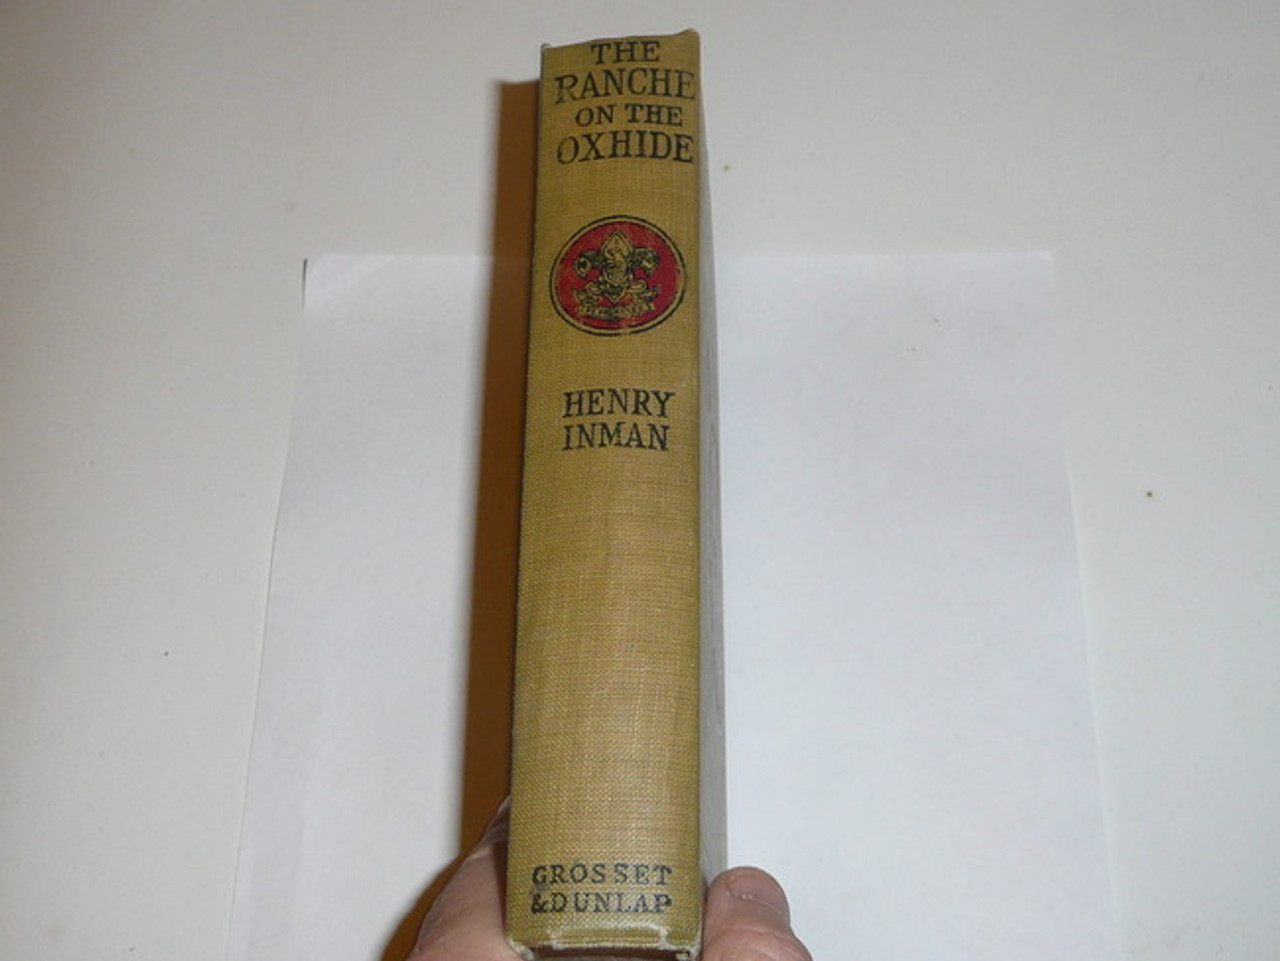 THE
RANCHE
ON THE
OXHIDE
HENRY
INMAN
GROSSET
& DUNLAP